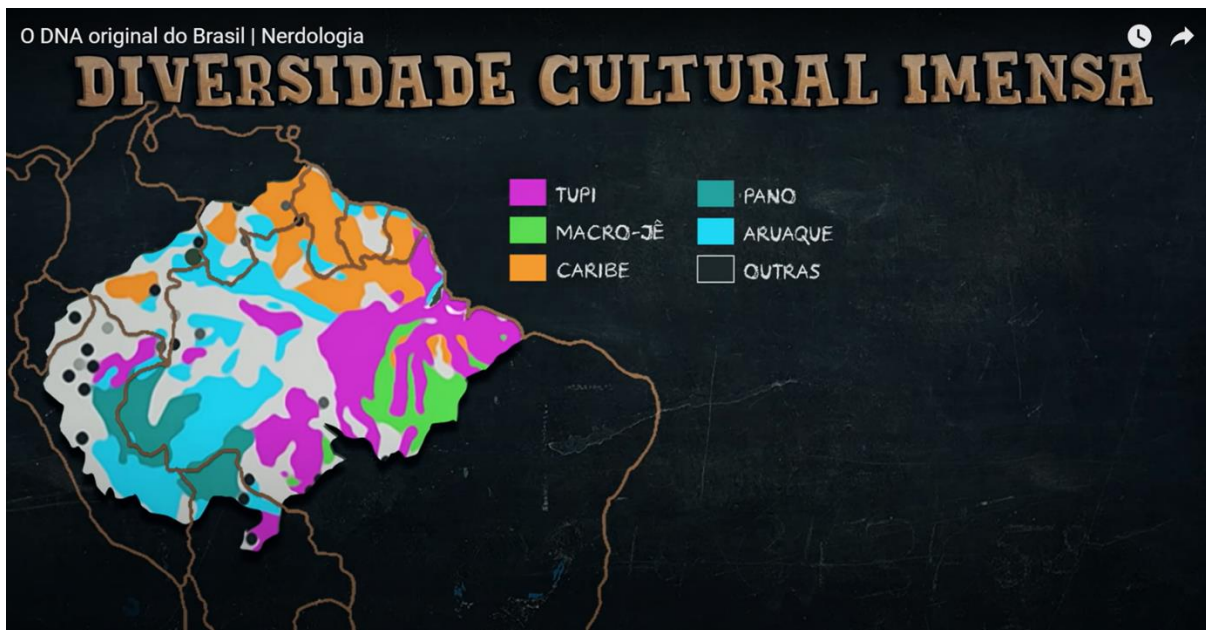 O DNA original do Brasil | Nerdologia
DIVERSIDADE CULTURAL IMENSA
TUPI
MACRO-JÊ
CARIBE
PANO
ARUAQUE
OUTRAS